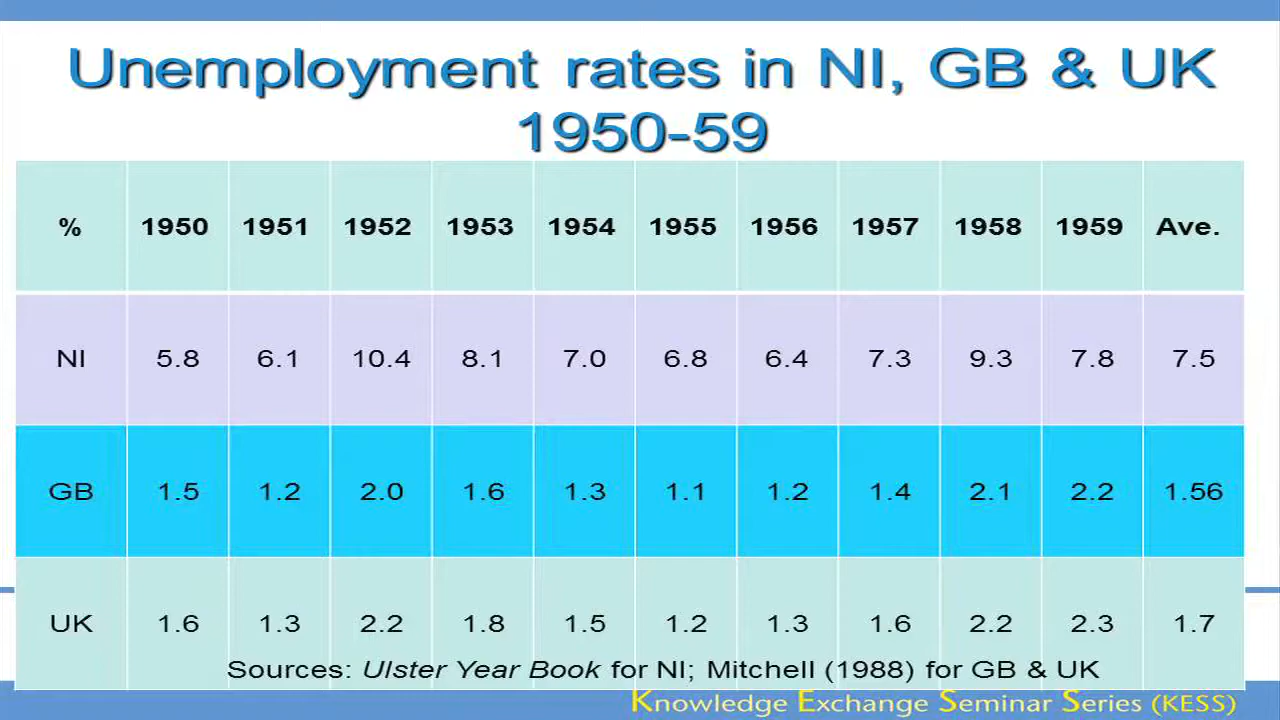 Unemployment rates in NI, GB & UK
1950-59
% 1950 1951 1952 1953 1954 1955 1956 1957 1958 1959 Ave.
NI 5.8 6.1 10.4 8.1 7.0 6.8 6.4 7.3 9.3 7.8 7.5
GB 1.5 1.2 2.0 1.6 1.3 1.1 1.2 1.4 2.1 2.2 1.56
UK 1.6 1.3 2.2 1.8 1.5 1.2 1.3 1.6 2.2 2.3 1.7
Sources: Ulster Year Book for NI; Mitchell (1988) for GB & UK
Knowledge Exchange Seminar Series (KESS)